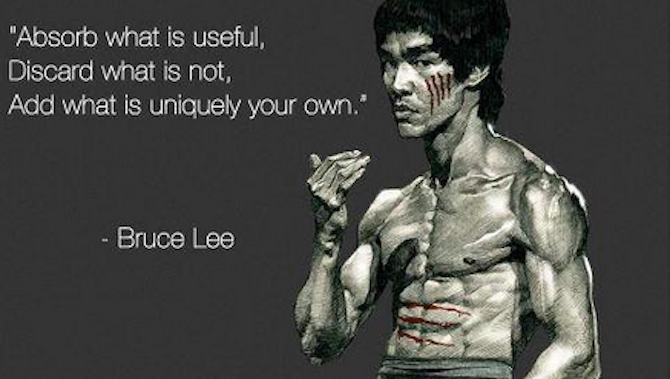 "Absorb what is useful,
Discard what is not,
Add what is uniquely your own."
- Bruce Lee